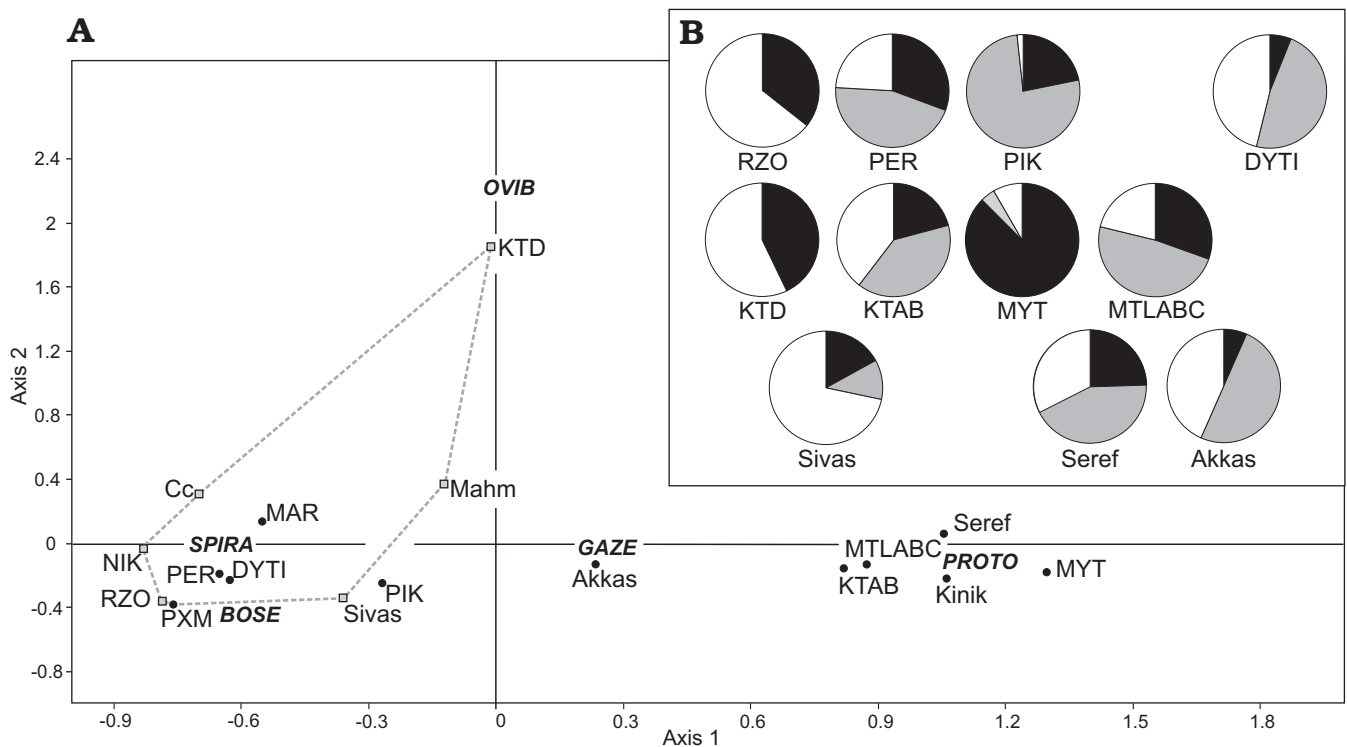 A
B
RZO PER PIK DYTI
KTD KTAB MYT MTLABC
Sivas Seref Akkas
2.4
2
1.6
1.2
0.8
0.4
0
-0.4
-0.8
Axis 2
OVIB
KTD
Cc
Mahm
MAR
Seref
NIK
SPIRA
GAZE
MTLABC
PROTO
PER
DYTI
Akkas
KTAB
Kinik
MYT
RZO
PXM
BOSE
Sivas
PIK
-0.9 -0.6 -0.3 0 0.3 0.6 0.9 1.2 1.5 1.8
Axis 1